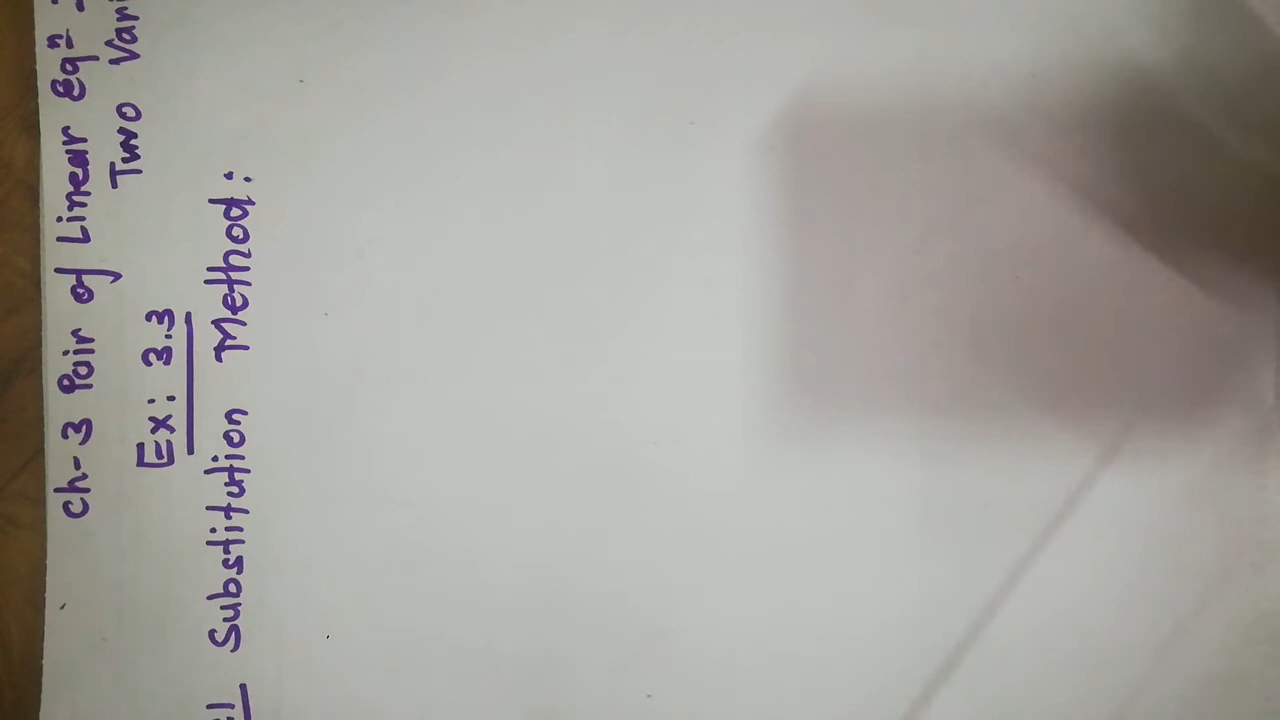 Ch-3 Pair of Linear Eqⁿ
Two
Ex: 3.3
Substitution Method: